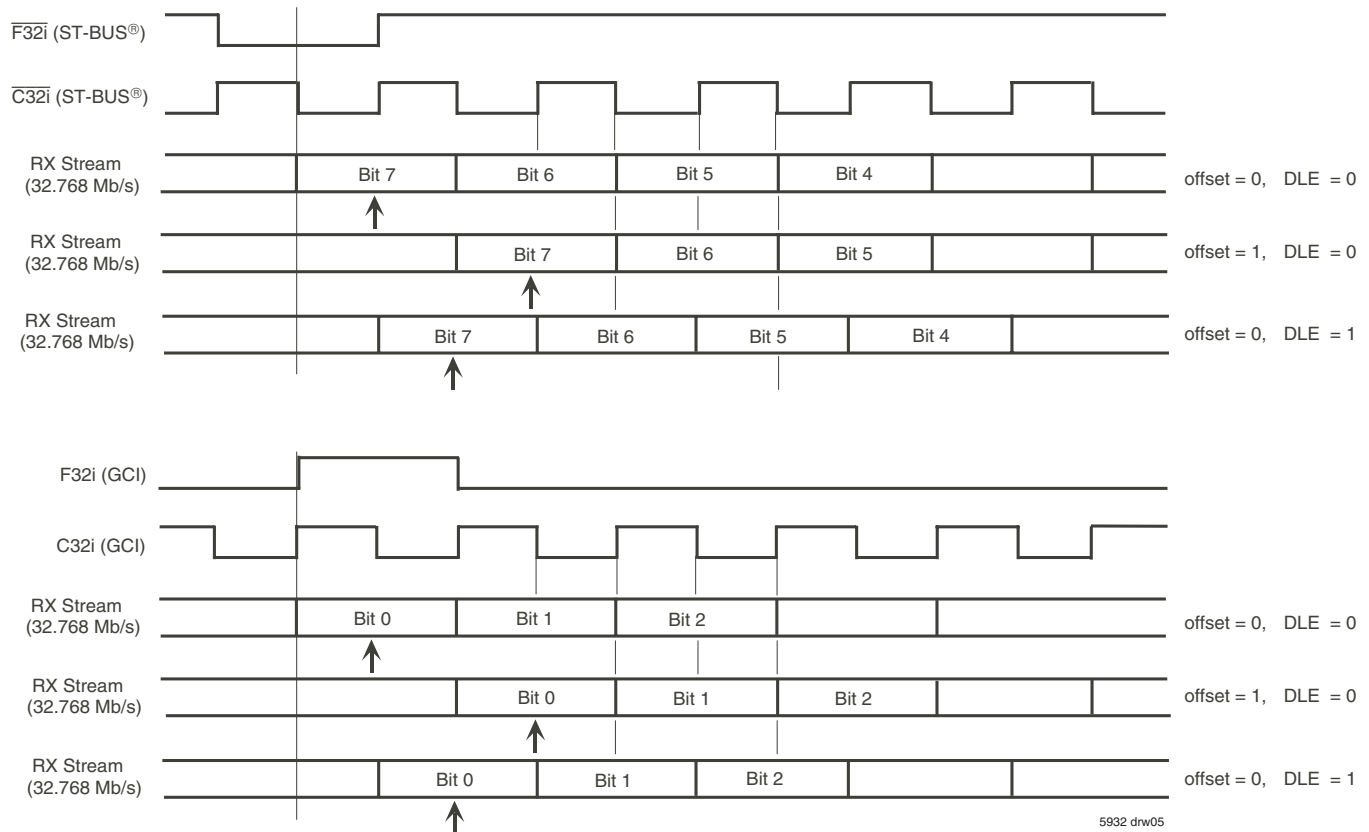 F32i (ST-BUS®)
C32i (ST-BUS®)
RX Stream
(32.768 Mb/s)
Bit 7 Bit 6 Bit 5 Bit 4
offset = 0, DLE = 0
RX Stream
(32.768 Mb/s)
Bit 7 Bit 6 Bit 5
offset = 1, DLE = 0
RX Stream
(32.768 Mb/s)
Bit 7 Bit 6 Bit 5 Bit 4
offset = 0, DLE = 1
F32i (GCI)
C32i (GCI)
RX Stream
(32.768 Mb/s)
Bit 0 Bit 1 Bit 2
offset = 0, DLE = 0
RX Stream
(32.768 Mb/s)
Bit 0 Bit 1 Bit 2
offset = 1, DLE = 0
RX Stream
(32.768 Mb/s)
Bit 0 Bit 1 Bit 2
offset = 0, DLE = 1
5932 drw05